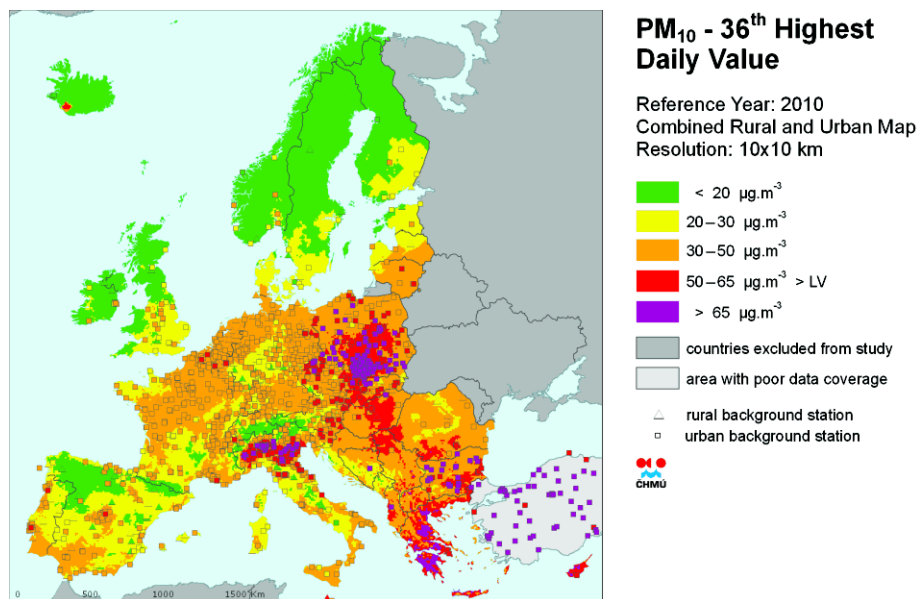 PM₁₀ - 36ᵗʰ Highest
Daily Value
Reference Year: 2010
Combined Rural and Urban Map
Resolution: 10x10 km
< 20 µg.m⁻³
20–30 µg.m⁻³
30–50 µg.m⁻³
50–65 µg.m⁻³ > LV
> 65 µg.m⁻³
countries excluded from study
area with poor data coverage
rural background station
urban background station
CHMÚ
0 500 1000 1500 Km